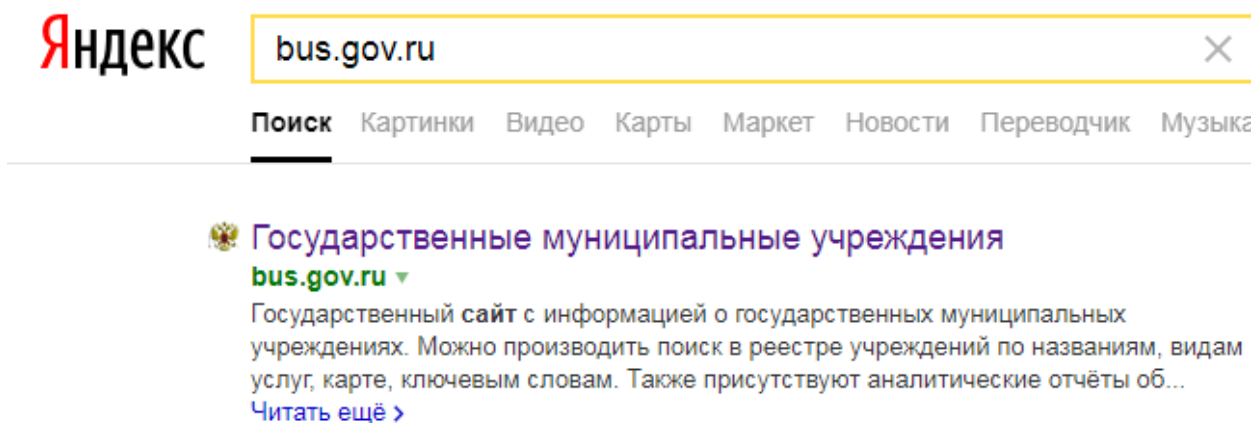 Яндекс
bus.gov.ru
Поиск Картинки Видео Карты Маркет Новости Переводчик Музыка
Государственные муниципальные учреждения
bus.gov.ru
Государственный сайт с информацией о государственных муниципальных
учреждениях. Можно производить поиск в реестре учреждений по названиям, видам
услуг, карте, ключевым словам. Также присутствуют аналитические отчёты об...
Читать ещё >